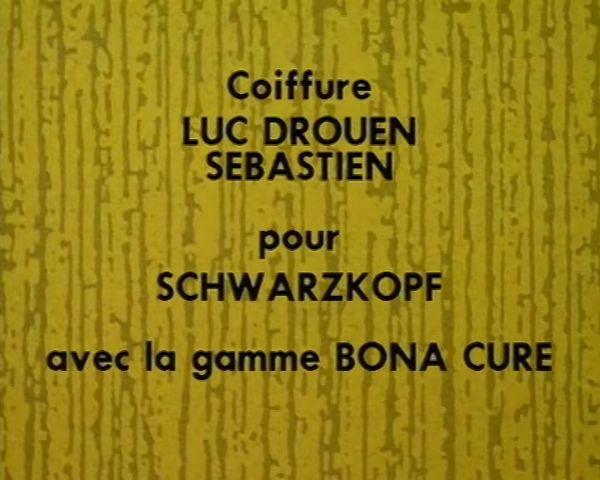 Coiffure
LUC DROUEN
SEBASTIEN
pour
SCHWARZKOPF
avec la gamme BONA CURE